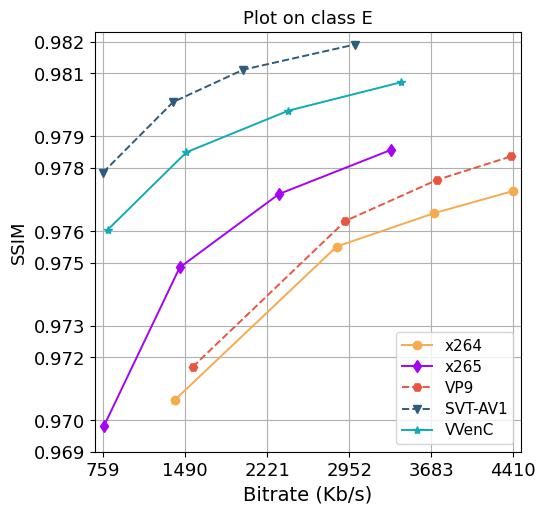 Plot on class E
SSIM
0.982
0.981
0.979
0.978
0.976
0.975
0.973
0.972
0.970
0.969
759 1490 2221 2952 3683 4410
Bitrate (Kb/s)
x264
x265
VP9
SVT-AV1
VVenC